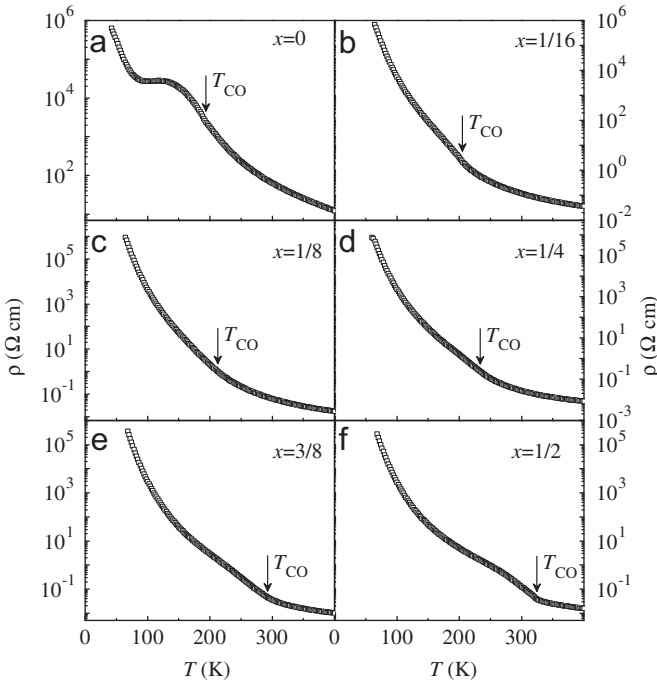 10^6
10^4
10^2
a
x=0
T_CO
b
x=1/16
T_CO
10^6
10^4
10^2
10^0
10^-2
ρ (Ω cm)
10^5
10^3
10^1
10^-1
c
x=1/8
T_CO
d
x=1/4
T_CO
10^5
10^3
10^1
10^-1
10^-3
ρ (Ω cm)
10^5
10^3
10^1
10^-1
e
x=3/8
T_CO
f
x=1/2
T_CO
10^5
10^3
10^1
10^-1
0 100 200 300 0 100 200 300
T (K) T (K)